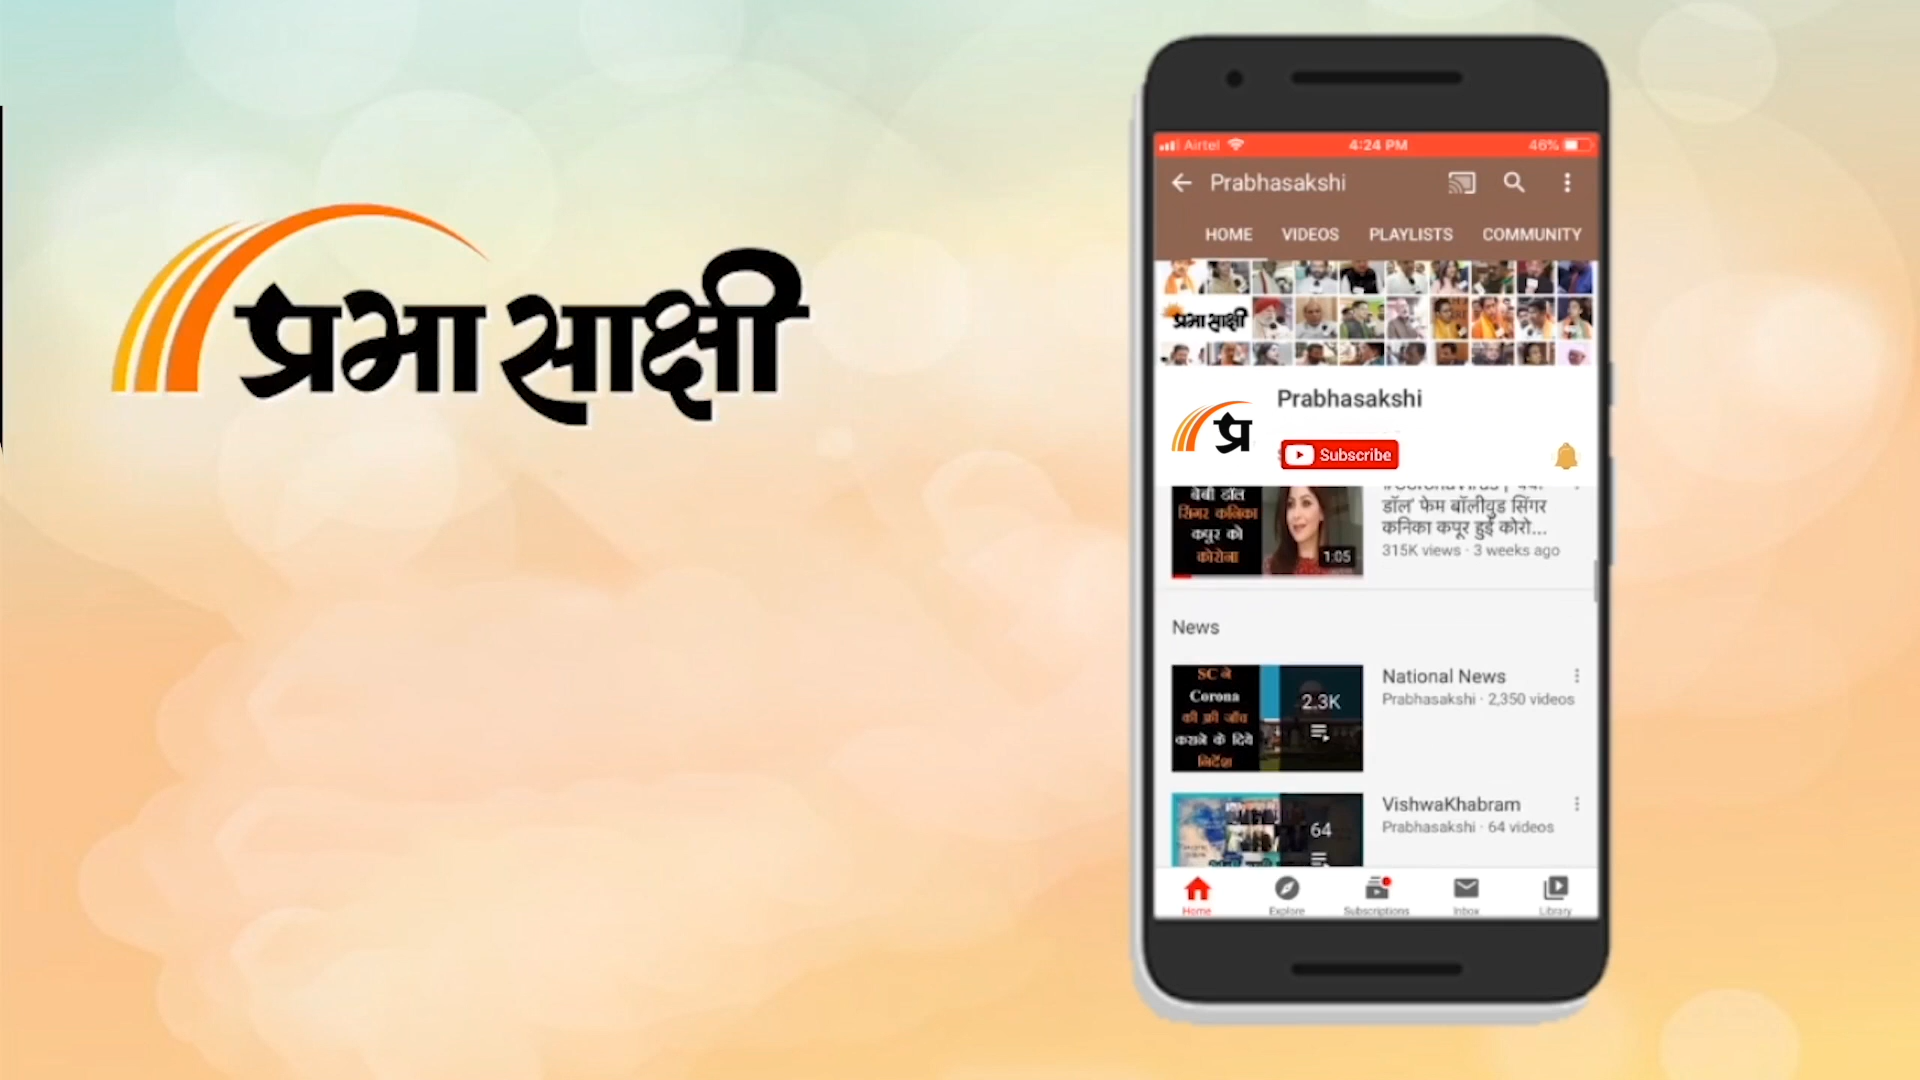 प्रभासाक्षी
Airtel 4:24 PM 46%
Prabhasakshi
HOME VIDEOS PLAYLISTS COMMUNITY
प्रभासाक्षी
Prabhasakshi
प्र
Subscribe
बेबी डॉल
सिंगर कनिका
कपूर को
कोरोना
1:05
डॉल' फेम बॉलीवुड सिंगर
कनिका कपूर हुईं कोरो...
315K views · 3 weeks ago
News
SC ने
Corona
की फ्री जाँच
कराने के दिये
निर्देश
2.3K
National News
Prabhasakshi · 2,350 videos
64
VishwaKhabram
Prabhasakshi · 64 videos
Home Explore Subscriptions Inbox Library